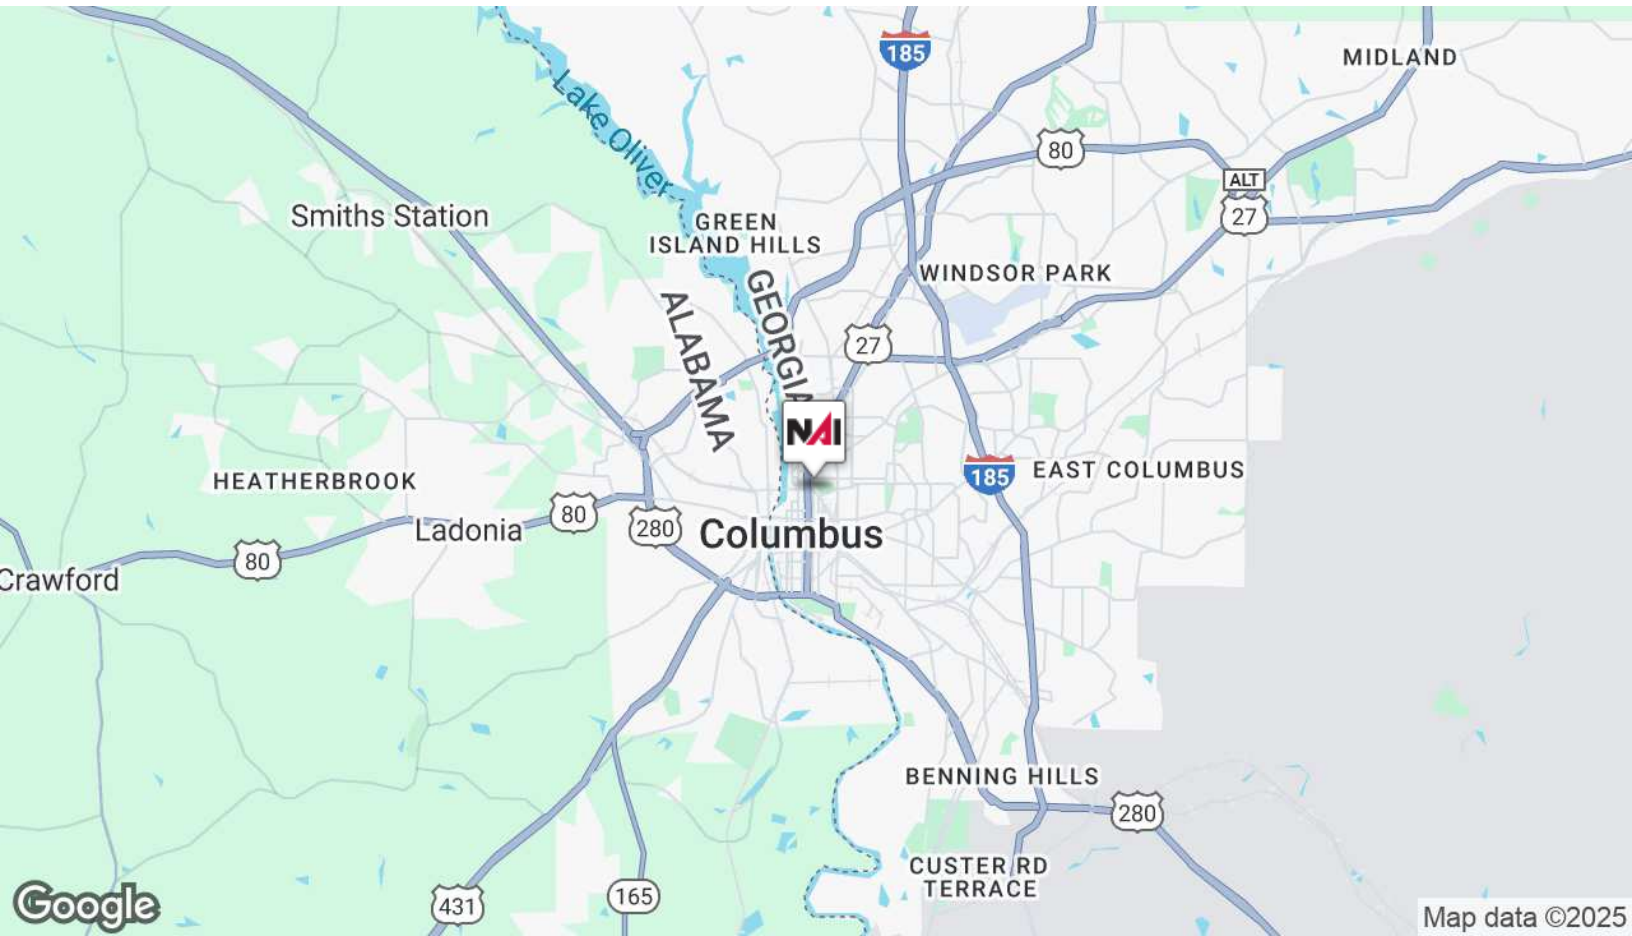 185
MIDLAND
Lake Oliver
80
ALT
27
Smiths Station
GREEN
ISLAND HILLS
WINDSOR PARK
GEORGIA
ALABAMA
27
NAI
HEATHERBROOK
185
EAST COLUMBUS
80
Ladonia
280
Columbus
80
Crawford
BENNING HILLS
280
CUSTER RD
TERRACE
165
431
Google
Map data ©2025